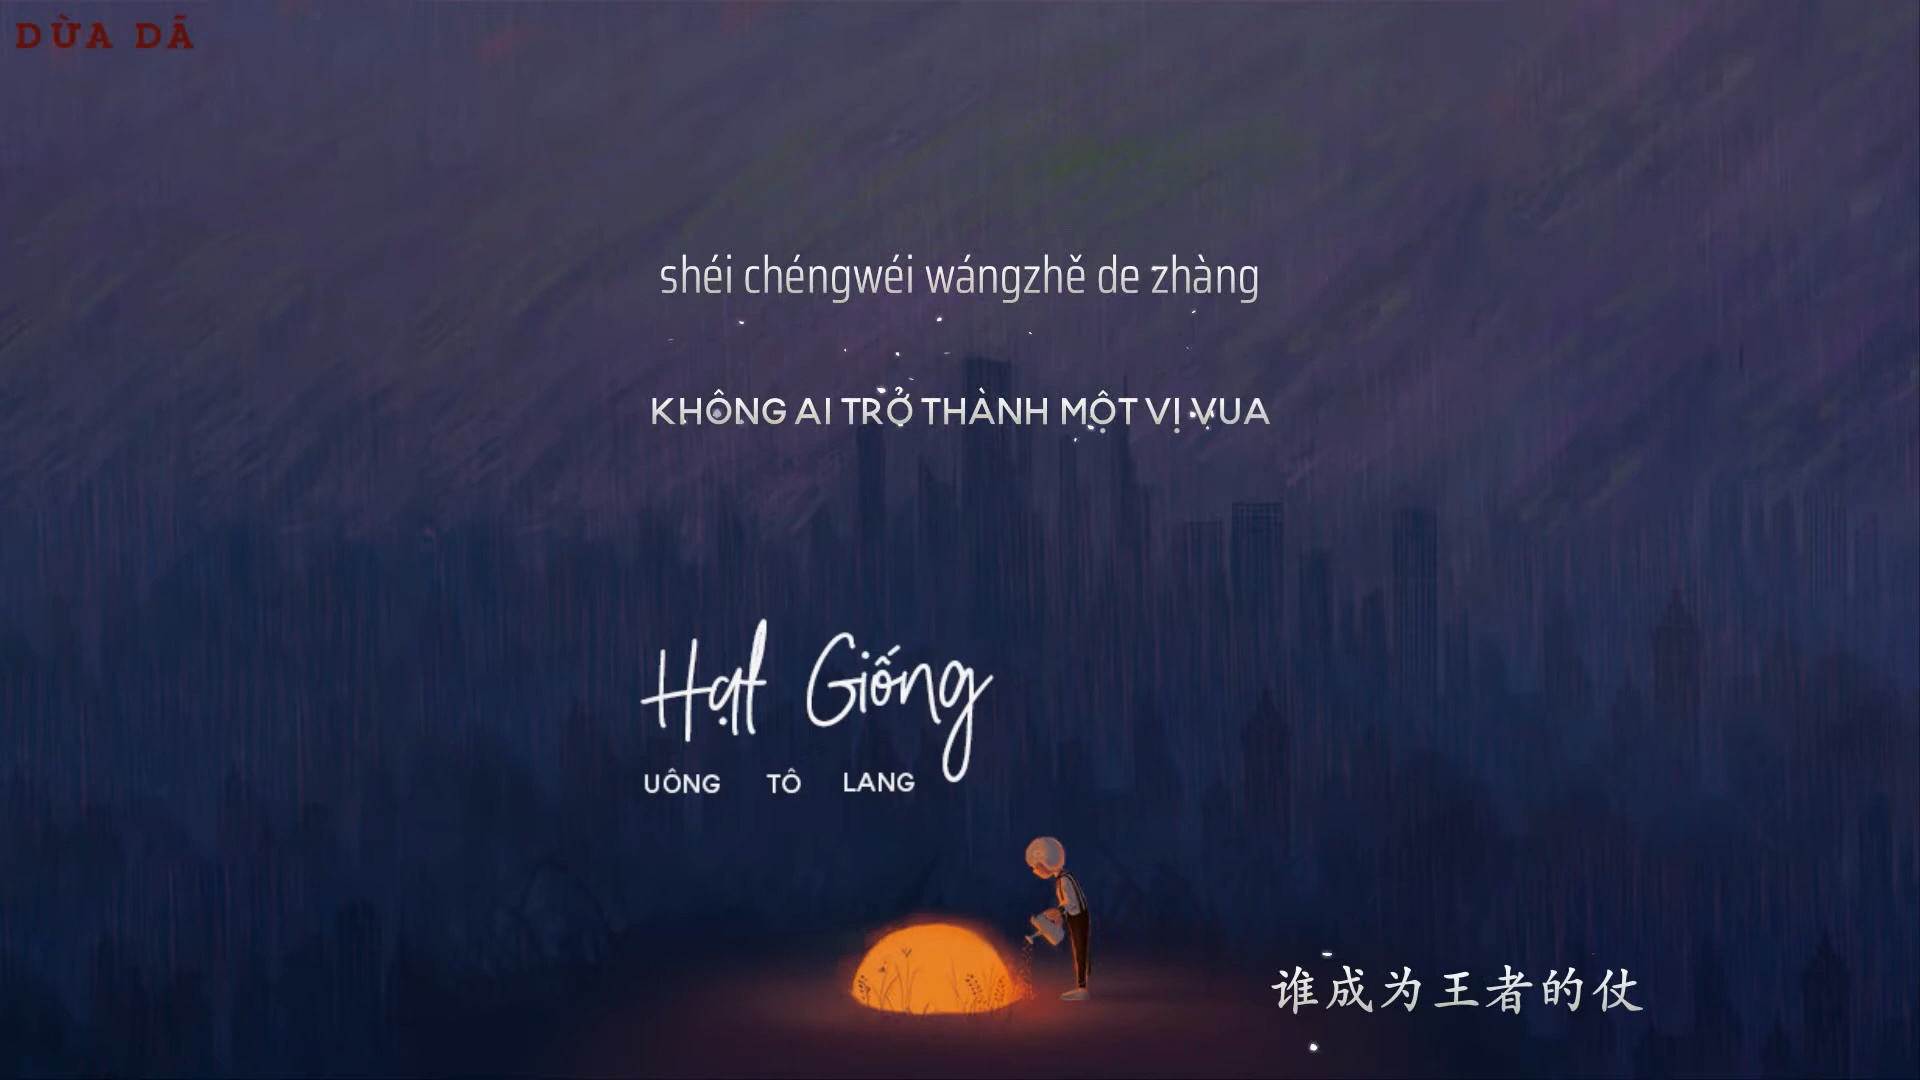 DỪA DÃ
shéi chéngwéi wángzhě de zhàng
KHÔNG AI TRỞ THÀNH MỘT VỊ VUA
Hạt Giống
UÔNG TÔ LANG
谁成为王者的仗